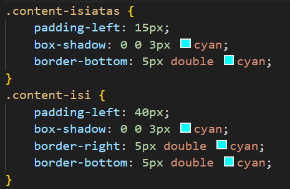 .content-isiatas {
    padding-left: 15px;
    box-shadow: 0 0 3px cyan;
    border-bottom: 5px double cyan;
}
.content-isi {
    padding-left: 40px;
    box-shadow: 0 0 3px cyan;
    border-right: 5px double cyan;
    border-bottom: 5px double cyan;
}